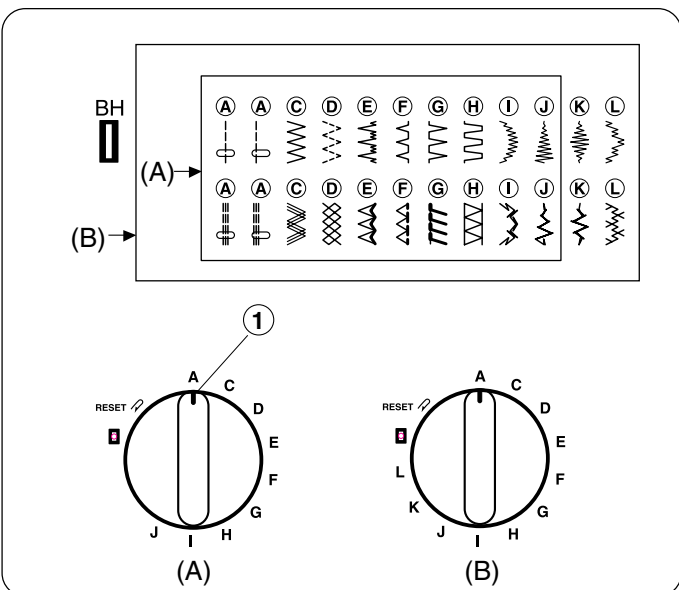 BH
A A C D E F G H I J K L
(A)
A A C D E F G H I J K L
(B)
1
A
C
D
E
F
G
H
I
J
RESET
(A)
A
C
D
E
F
G
H
I
J
K
L
RESET
(B)